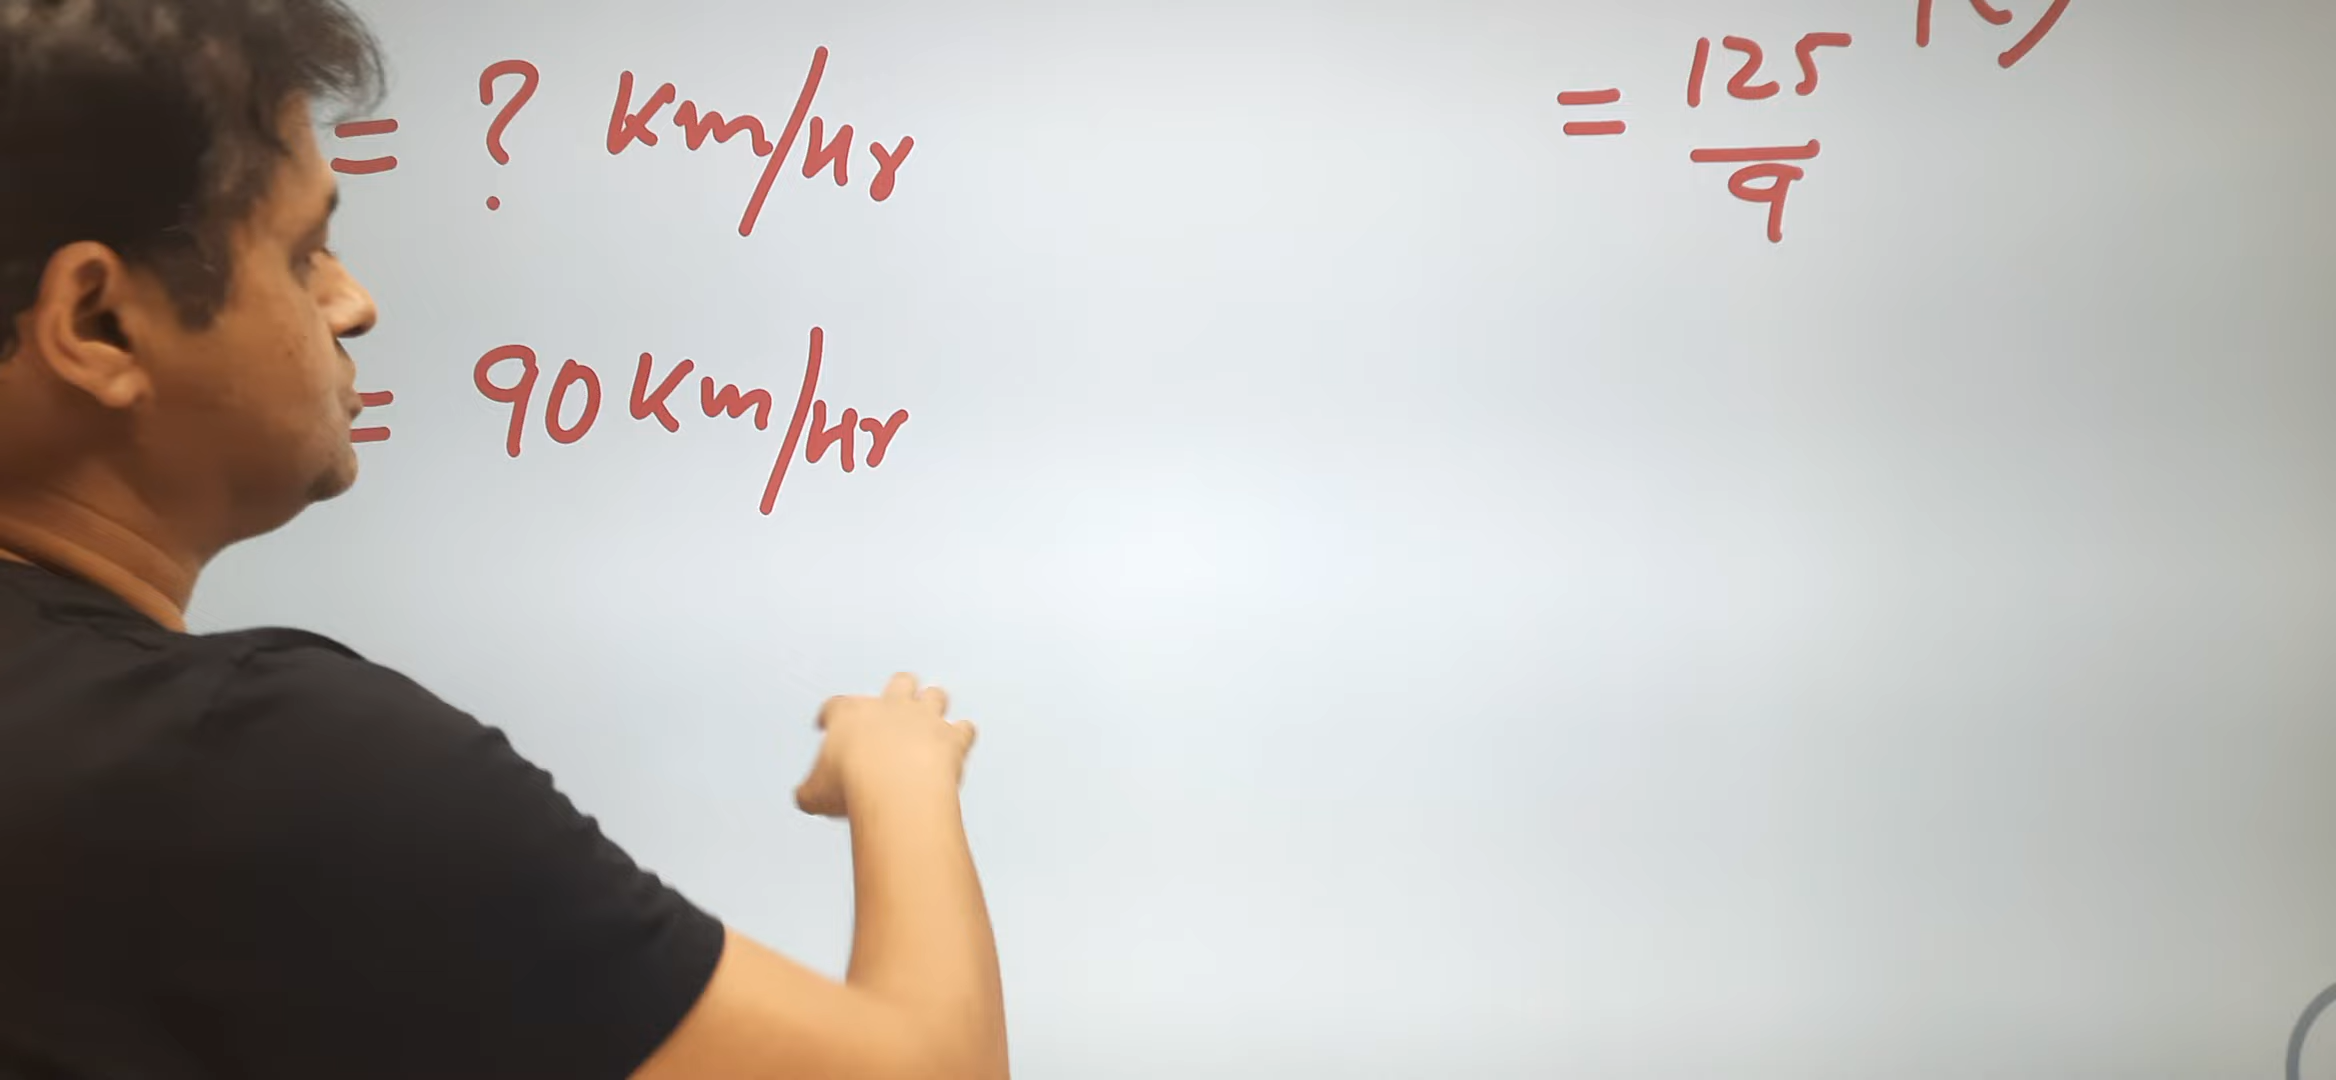 = ? Km/Hr
= 90 Km/Hr
= 125
9